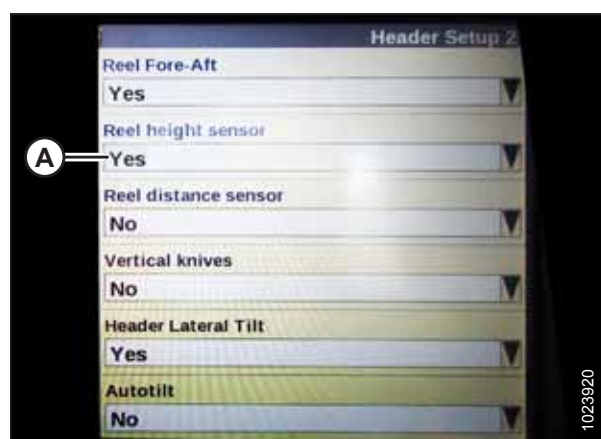 Header Setup 2
Reel Fore-Aft
Yes
Reel height sensor
A
Yes
Reel distance sensor
No
Vertical knives
No
Header Lateral Tilt
Yes
Autotilt
No
1023920